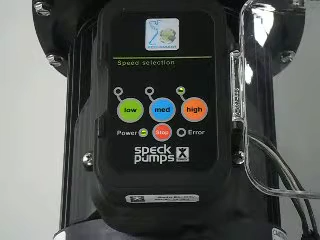 Speed selection
low med high
Power Stop Error
speck
pumps